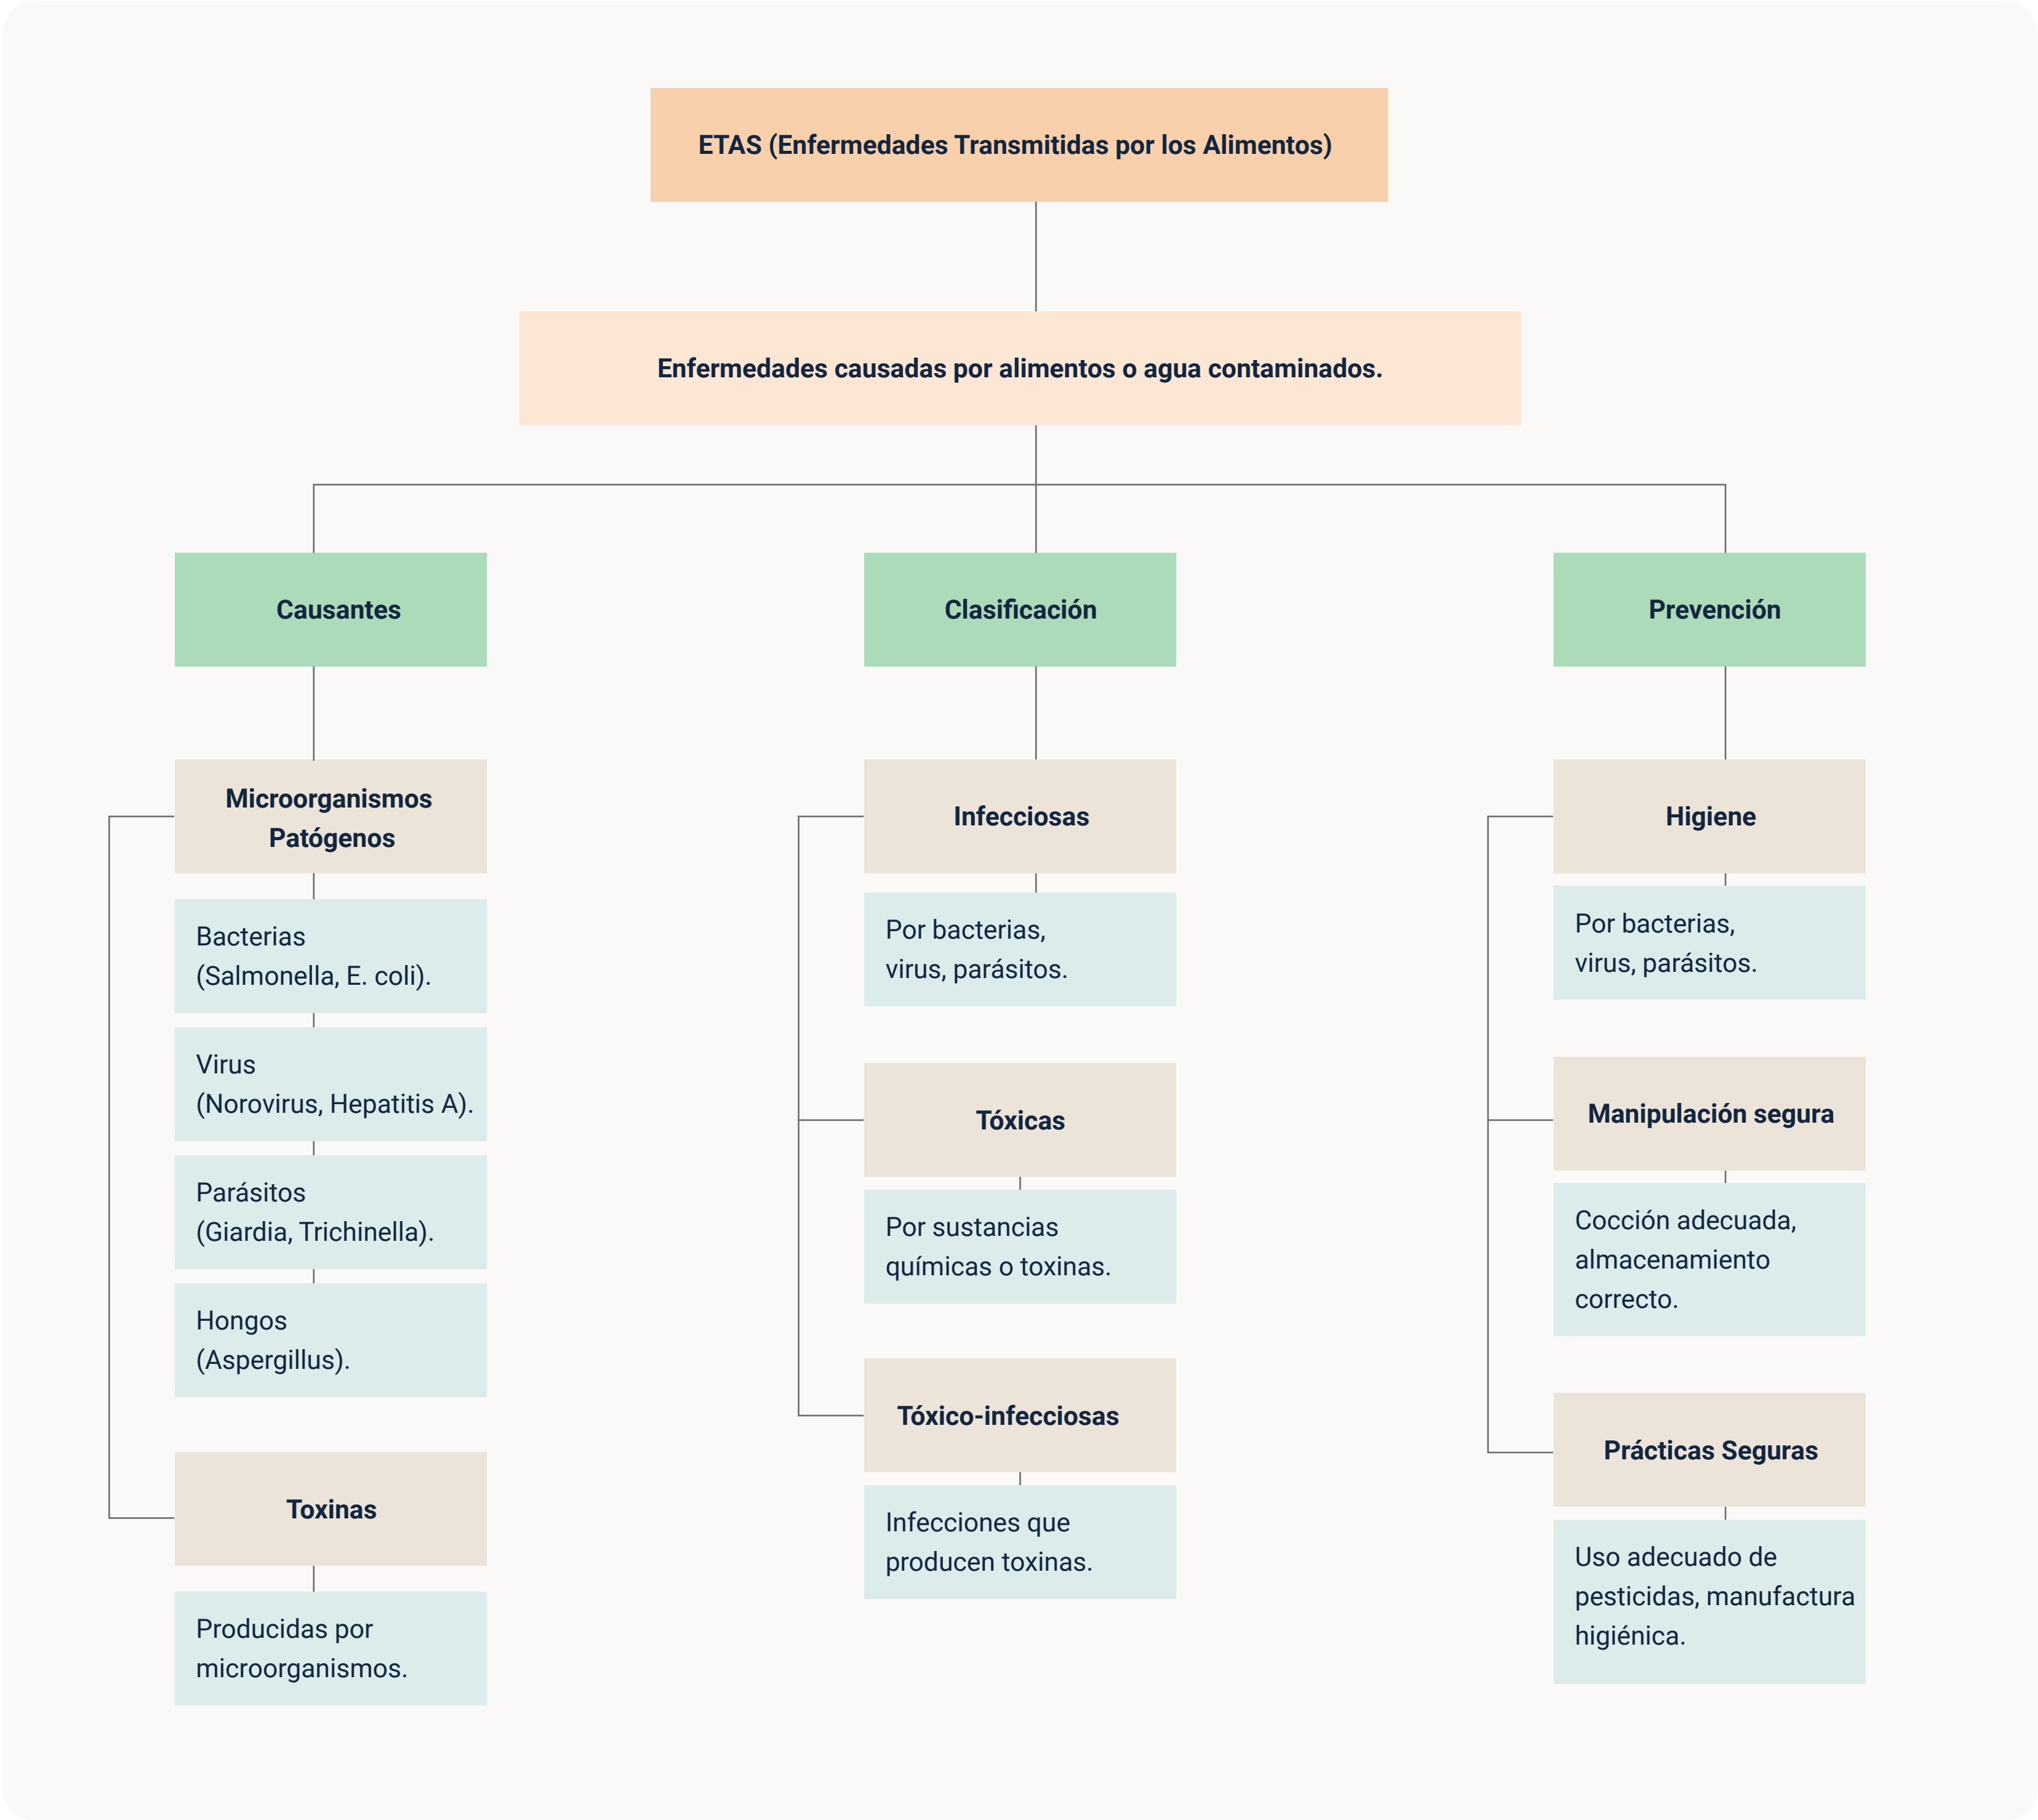 ETAS (Enfermedades Transmitidas por los Alimentos)
Enfermedades causadas por alimentos o agua contaminados.
Causantes
Microorganismos
Patógenos
Bacterias
(Salmonella, E. coli).
Virus
(Norovirus, Hepatitis A).
Parásitos
(Giardia, Trichinella).
Hongos
(Aspergillus).
Toxinas
Producidas por
microorganismos.
Clasificación
Infecciosas
Por bacterias,
virus, parásitos.
Tóxicas
Por sustancias
químicas o toxinas.
Tóxico-infecciosas
Infecciones que
producen toxinas.
Prevención
Higiene
Por bacterias,
virus, parásitos.
Manipulación segura
Cocción adecuada,
almacenamiento
correcto.
Prácticas Seguras
Uso adecuado de
pesticidas, manufactura
higiénica.